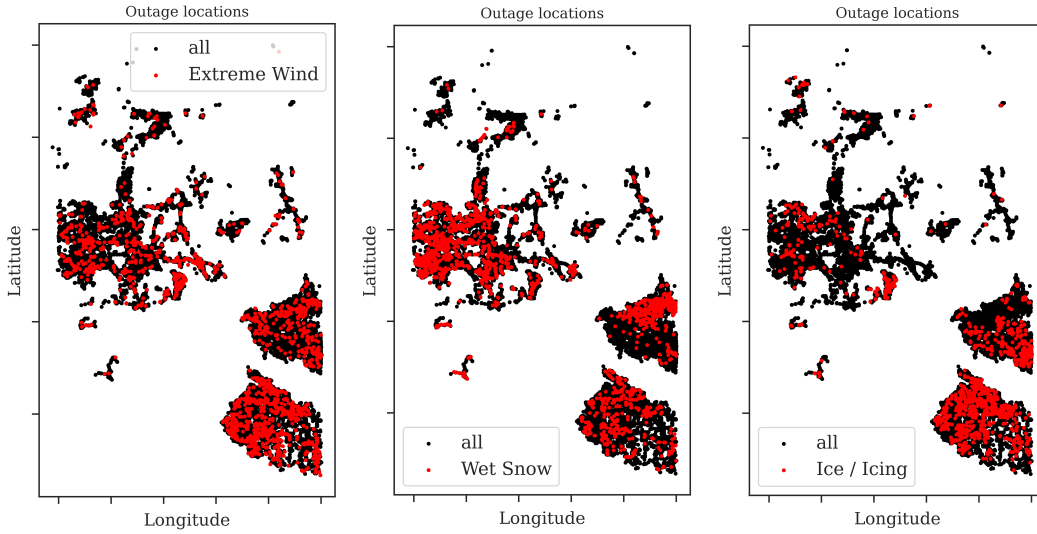 Outage locations
all
Extreme Wind
Latitude
Longitude
Outage locations
Latitude
all
Wet Snow
Longitude
Outage locations
Latitude
all
Ice / Icing
Longitude